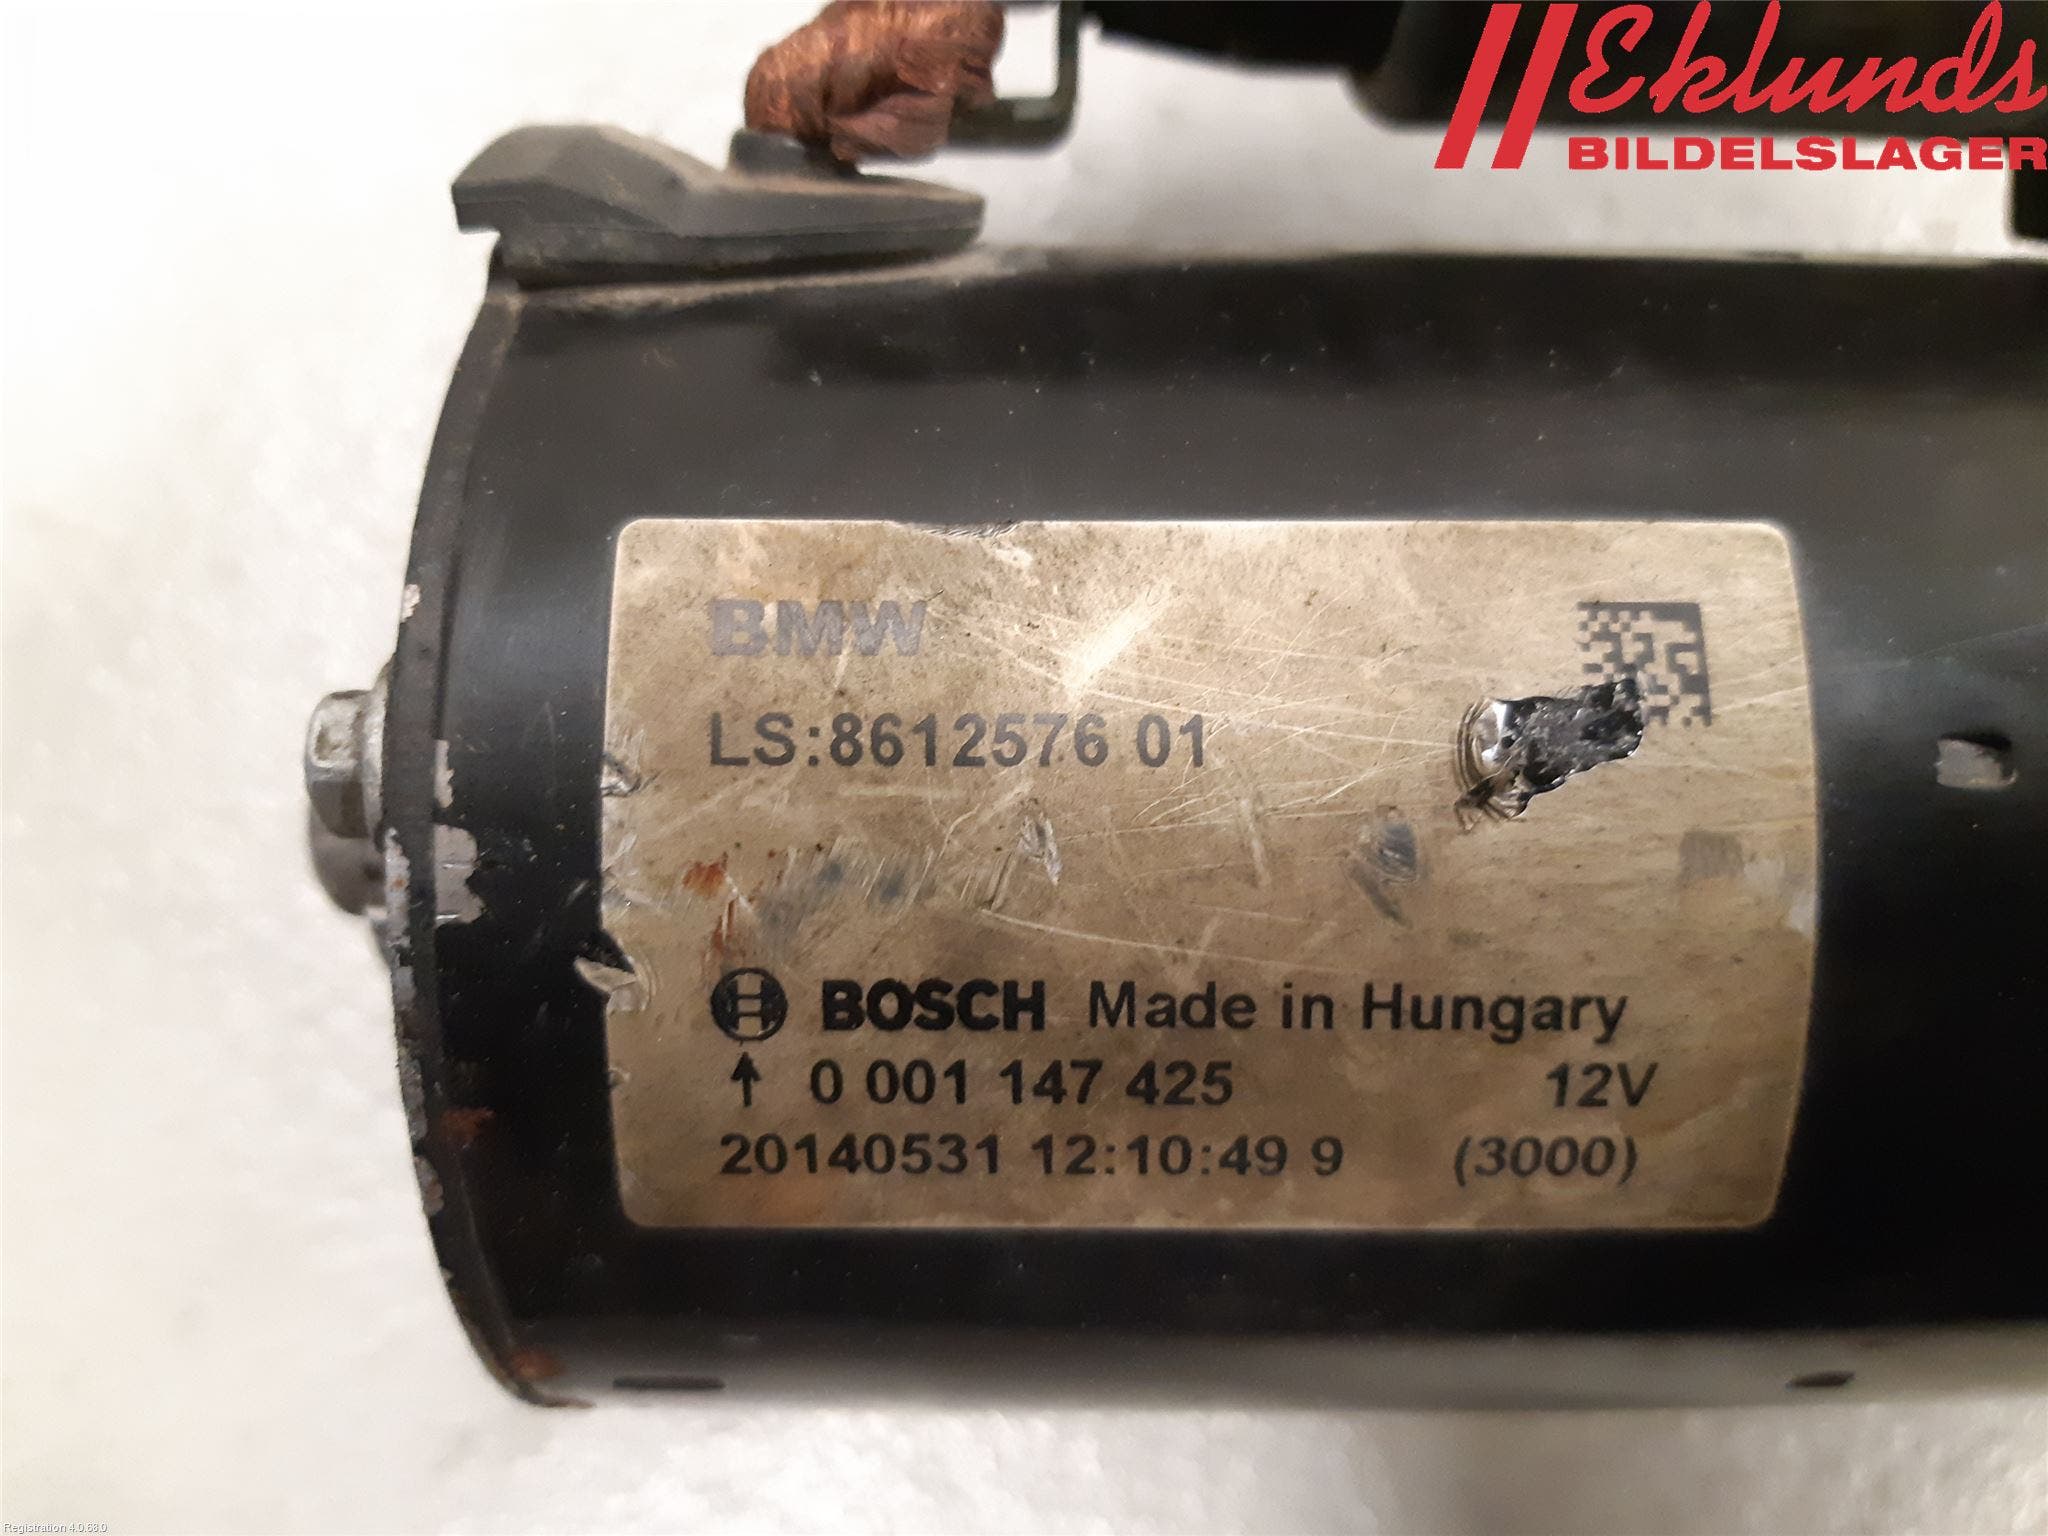 Eklunds
BILDELSLAGER
BMW
LS:8612576 01
BOSCH Made in Hungary
0 001 147 425 12V
20140531 12:10:49 9 (3000)
Registration 4.0.68.0